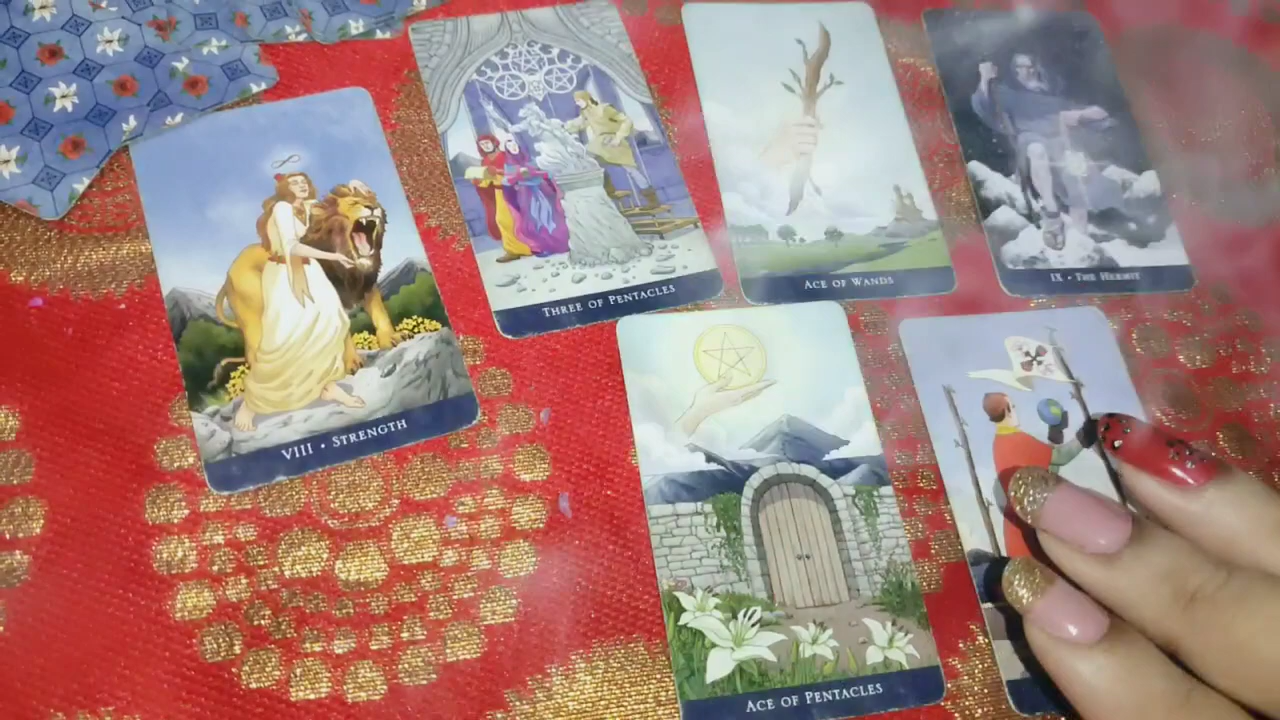 THREE OF PENTACLES
ACE OF WANDS
IX • THE HERMIT
VIII • STRENGTH
ACE OF PENTACLES